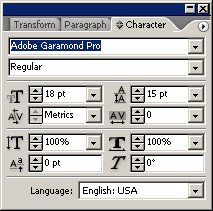 Transform Paragraph Character
Adobe Garamond Pro
Regular
18 pt 15 pt
Metrics 0
100% 100%
0 pt 0°
Language: English: USA